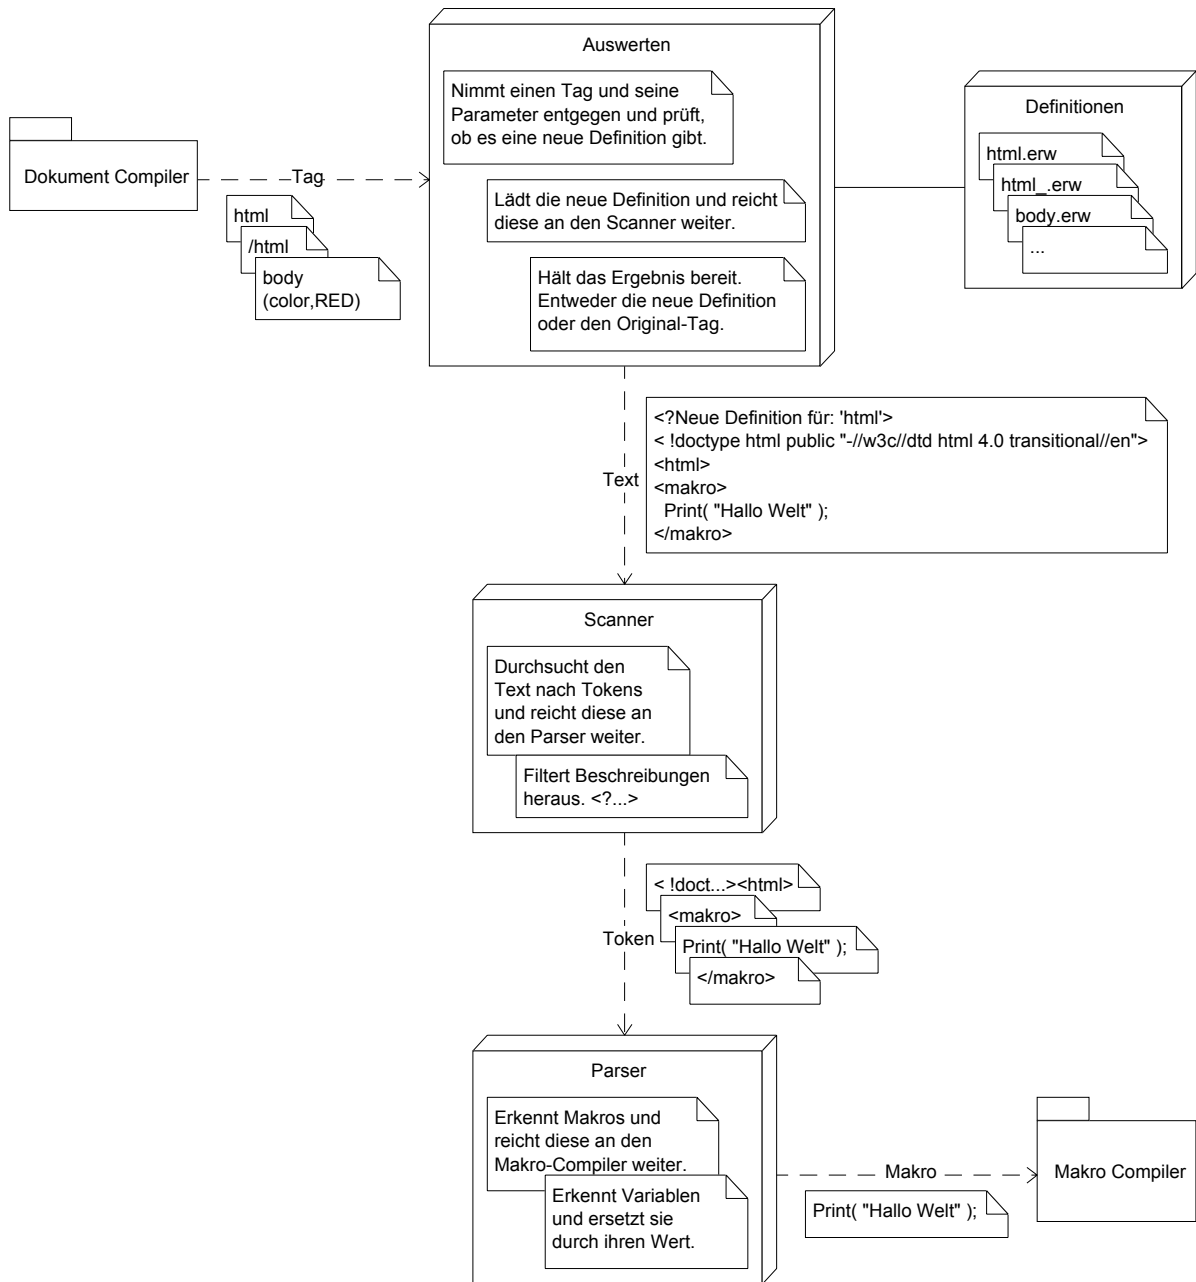 Auswerten
Nimmt einen Tag und seine
Parameter entgegen und prüft,
ob es eine neue Definition gibt.
Lädt die neue Definition und reicht
diese an den Scanner weiter.
Hält das Ergebnis bereit.
Entweder die neue Definition
oder den Original-Tag.
Definitionen
html.erw
html_.erw
body.erw
...
Dokument Compiler
Tag
html
/html
body
(color,RED)
Text
<?Neue Definition für: 'html'>
< !doctype html public "-//w3c//dtd html 4.0 transitional//en">
<html>
<makro>
Print( "Hallo Welt" );
</makro>
Scanner
Durchsucht den
Text nach Tokens
und reicht diese an
den Parser weiter.
Filtert Beschreibungen
heraus. <?...>
Token
< !doct...><html>
<makro>
Print( "Hallo Welt" );
</makro>
Parser
Erkennt Makros und
reicht diese an den
Makro-Compiler weiter.
Erkennt Variablen
und ersetzt sie
durch ihren Wert.
Makro
Print( "Hallo Welt" );
Makro Compiler